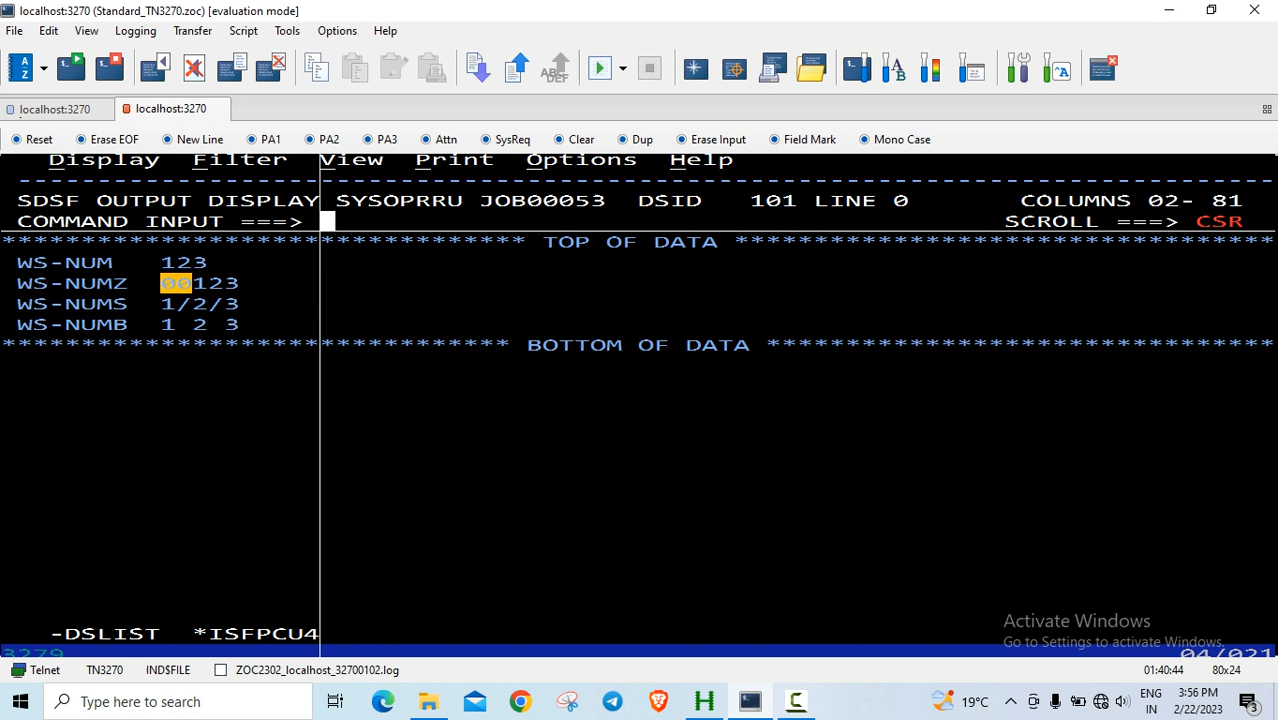 localhost:3270 (Standard_TN3270.zoc) [evaluation mode]
File Edit View Logging Transfer Script Options Tools Help
localhost:3270 localhost:3270
Reset Erase EOF New Line PA1 PA2 PA3 Attn SysReq Clear Dup Erase Input Field Mark Mono Case
Display Filter View Print Options Help
-------------------------------------------------------------------------------
SDSF OUTPUT DISPLAY SYSOPRRU JOB00053 DSID 101 LINE 0 COLUMNS 02- 81
COMMAND INPUT ===> SCROLL ===> CSR
********************************* TOP OF DATA **********************************
WS-NUM 123
WS-NUMZ 00123
WS-NUMS 1/2/3
WS-NUMB 1 2 3
******************************** BOTTOM OF DATA ********************************
-DSLIST *ISFPCU4
Activate Windows
Go to Settings to activate Windows.
3279 04/021
Telnet TN3270 IND$FILE ZOC2302_localhost_32700102.log 01:40:44 80x24
Type here to search 19°C ENG IN 3:56 PM 2/22/2023 3